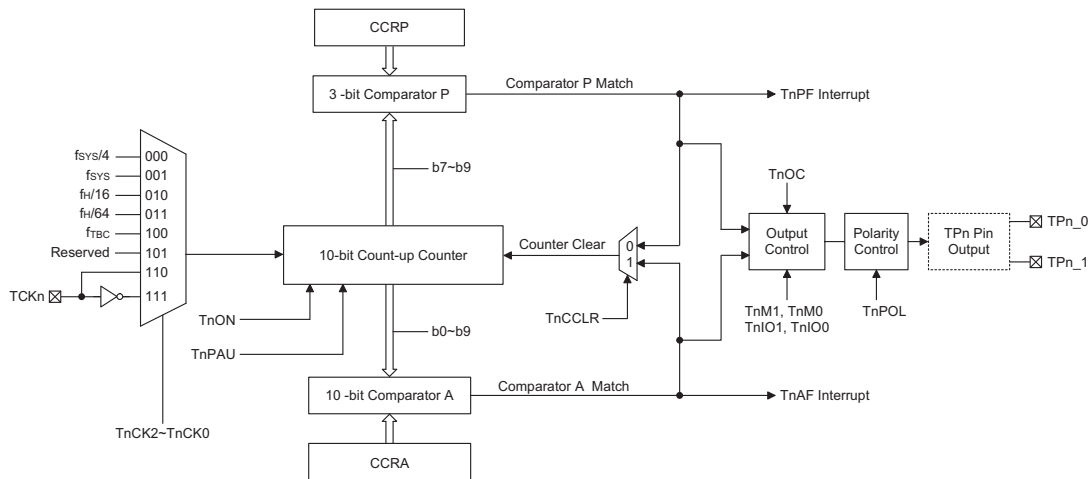 CCRP
3 -bit Comparator P
Comparator P Match
TnPF Interrupt
b7~b9
fSYS/4
000
fSYS
001
fH/16
010
fH/64
011
fTBC
100
Reserved
101
110
TCKn
111
TnCK2~TnCK0
10-bit Count-up Counter
Counter Clear
0
1
TnCCLR
TnON
TnPAU
b0~b9
TnOC
Output
Control
TnM1, TnM0
TnIO1, TnIO0
Polarity
Control
TnPOL
TPn Pin
Output
TPn_0
TPn_1
10 -bit Comparator A
Comparator A Match
TnAF Interrupt
CCRA